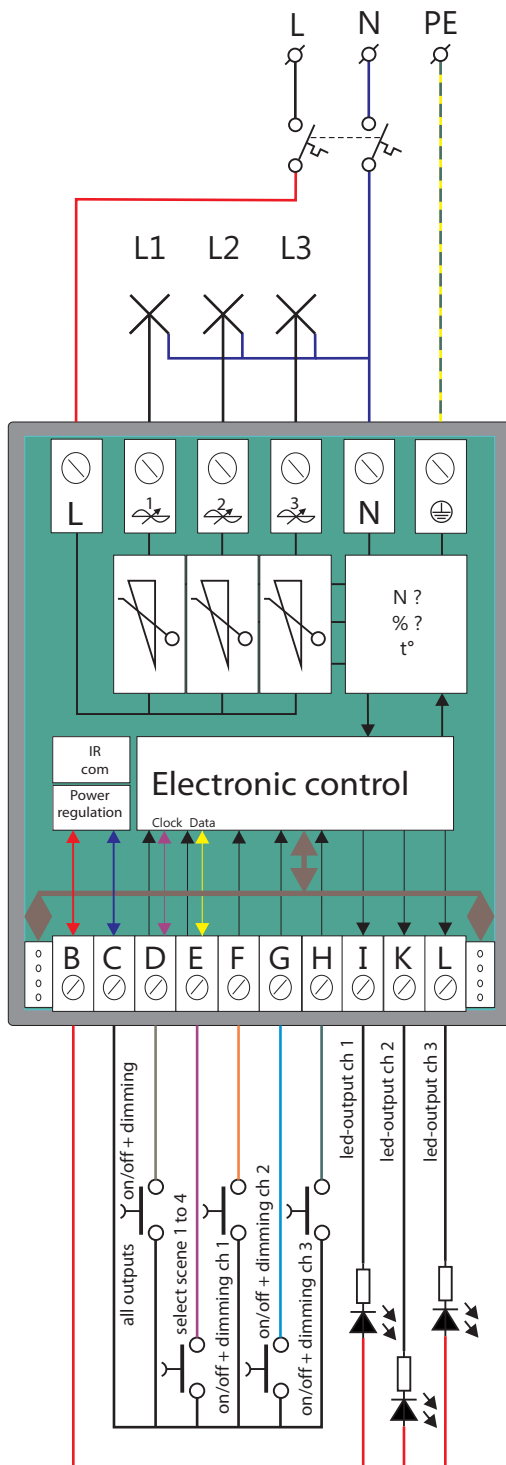 L N PE
L1 L2 L3
L 1 2 3 N
N ?
% ?
t°
IR
com
Power
regulation
Electronic control
Clock Data
B C D E F G H I K L
all outputs
on/off + dimming
select scene 1 to 4
on/off + dimming ch 1
on/off + dimming ch 2
on/off + dimming ch 3
led-output ch 1
led-output ch 2
led-output ch 3